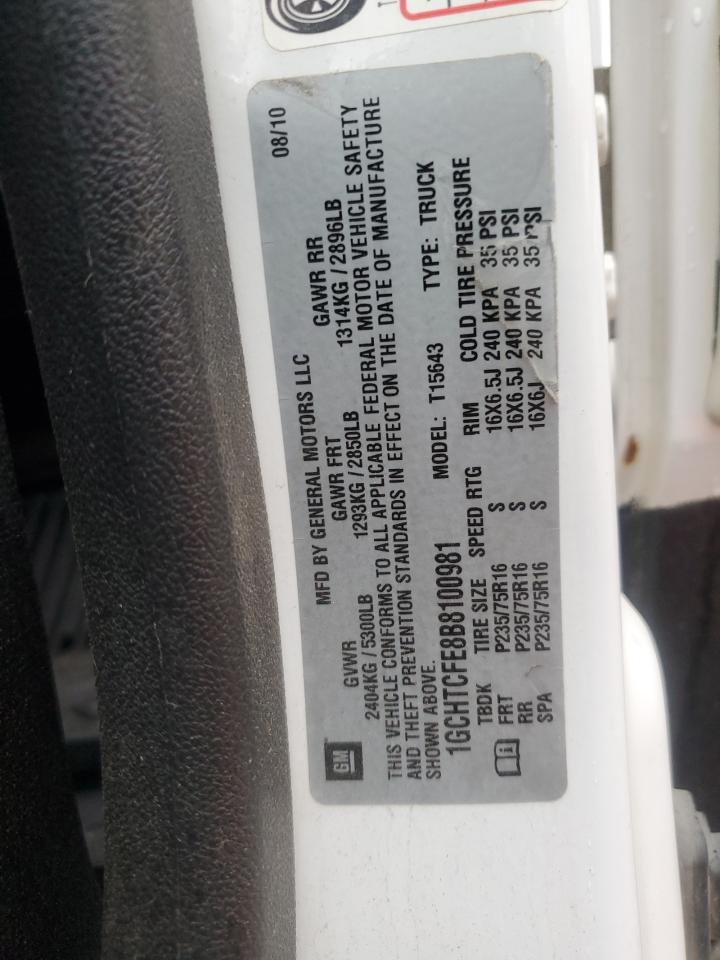 MFD BY GENERAL MOTORS LLC 08/10
GM
GVWR GAWR FRT GAWR RR
2404KG / 5300LB 1293KG / 2850LB 1314KG / 2896LB
THIS VEHICLE CONFORMS TO ALL APPLICABLE FEDERAL MOTOR VEHICLE SAFETY
AND THEFT PREVENTION STANDARDS IN EFFECT ON THE DATE OF MANUFACTURE
SHOWN ABOVE.
1GCHTCFE8B8100981 MODEL: T15643 TYPE: TRUCK
TBDK TIRE SIZE SPEED RTG RIM COLD TIRE PRESSURE
FRT P235/75R16 S 16X6.5J 240 KPA 35 PSI
RR P235/75R16 S 16X6.5J 240 KPA 35 PSI
SPA P235/75R16 S 16X6J 240 KPA 35 PSI